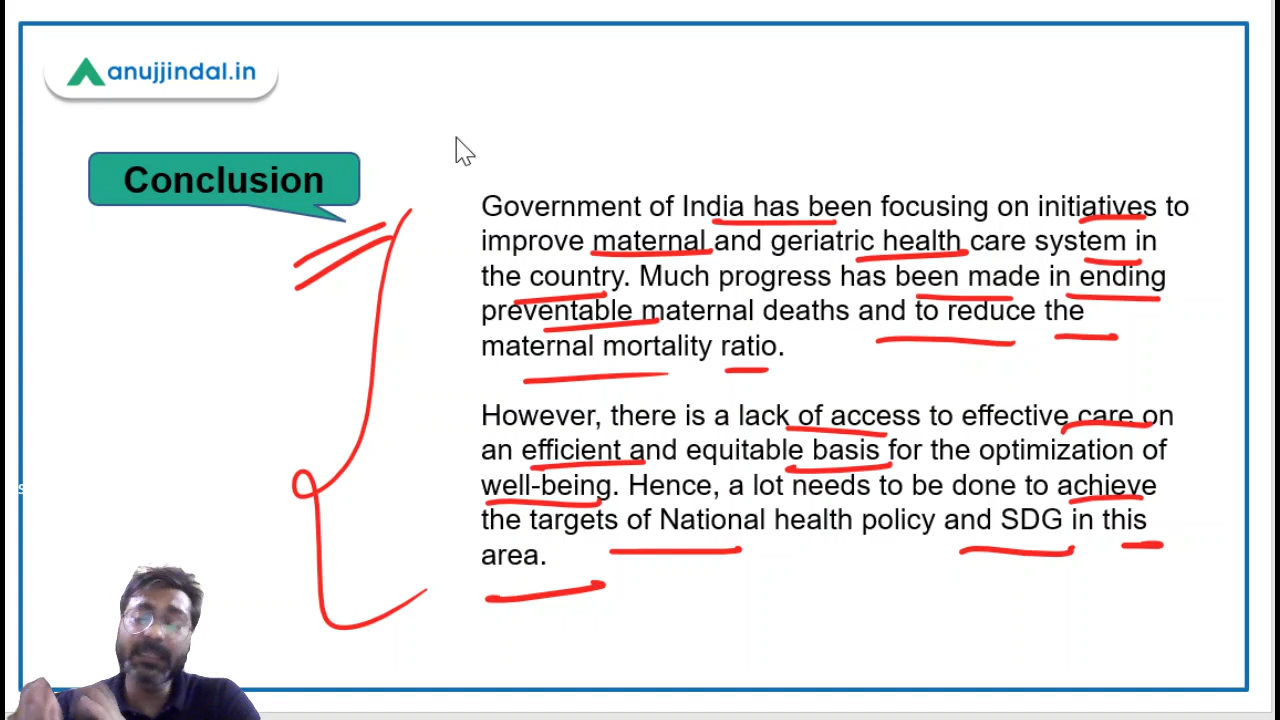 anujjindal.in
Conclusion
Government of India has been focusing on initiatives to
improve maternal and geriatric health care system in
the country. Much progress has been made in ending
preventable maternal deaths and to reduce the
maternal mortality ratio.
However, there is a lack of access to effective care on
an efficient and equitable basis for the optimization of
well-being. Hence, a lot needs to be done to achieve
the targets of National health policy and SDG in this
area.